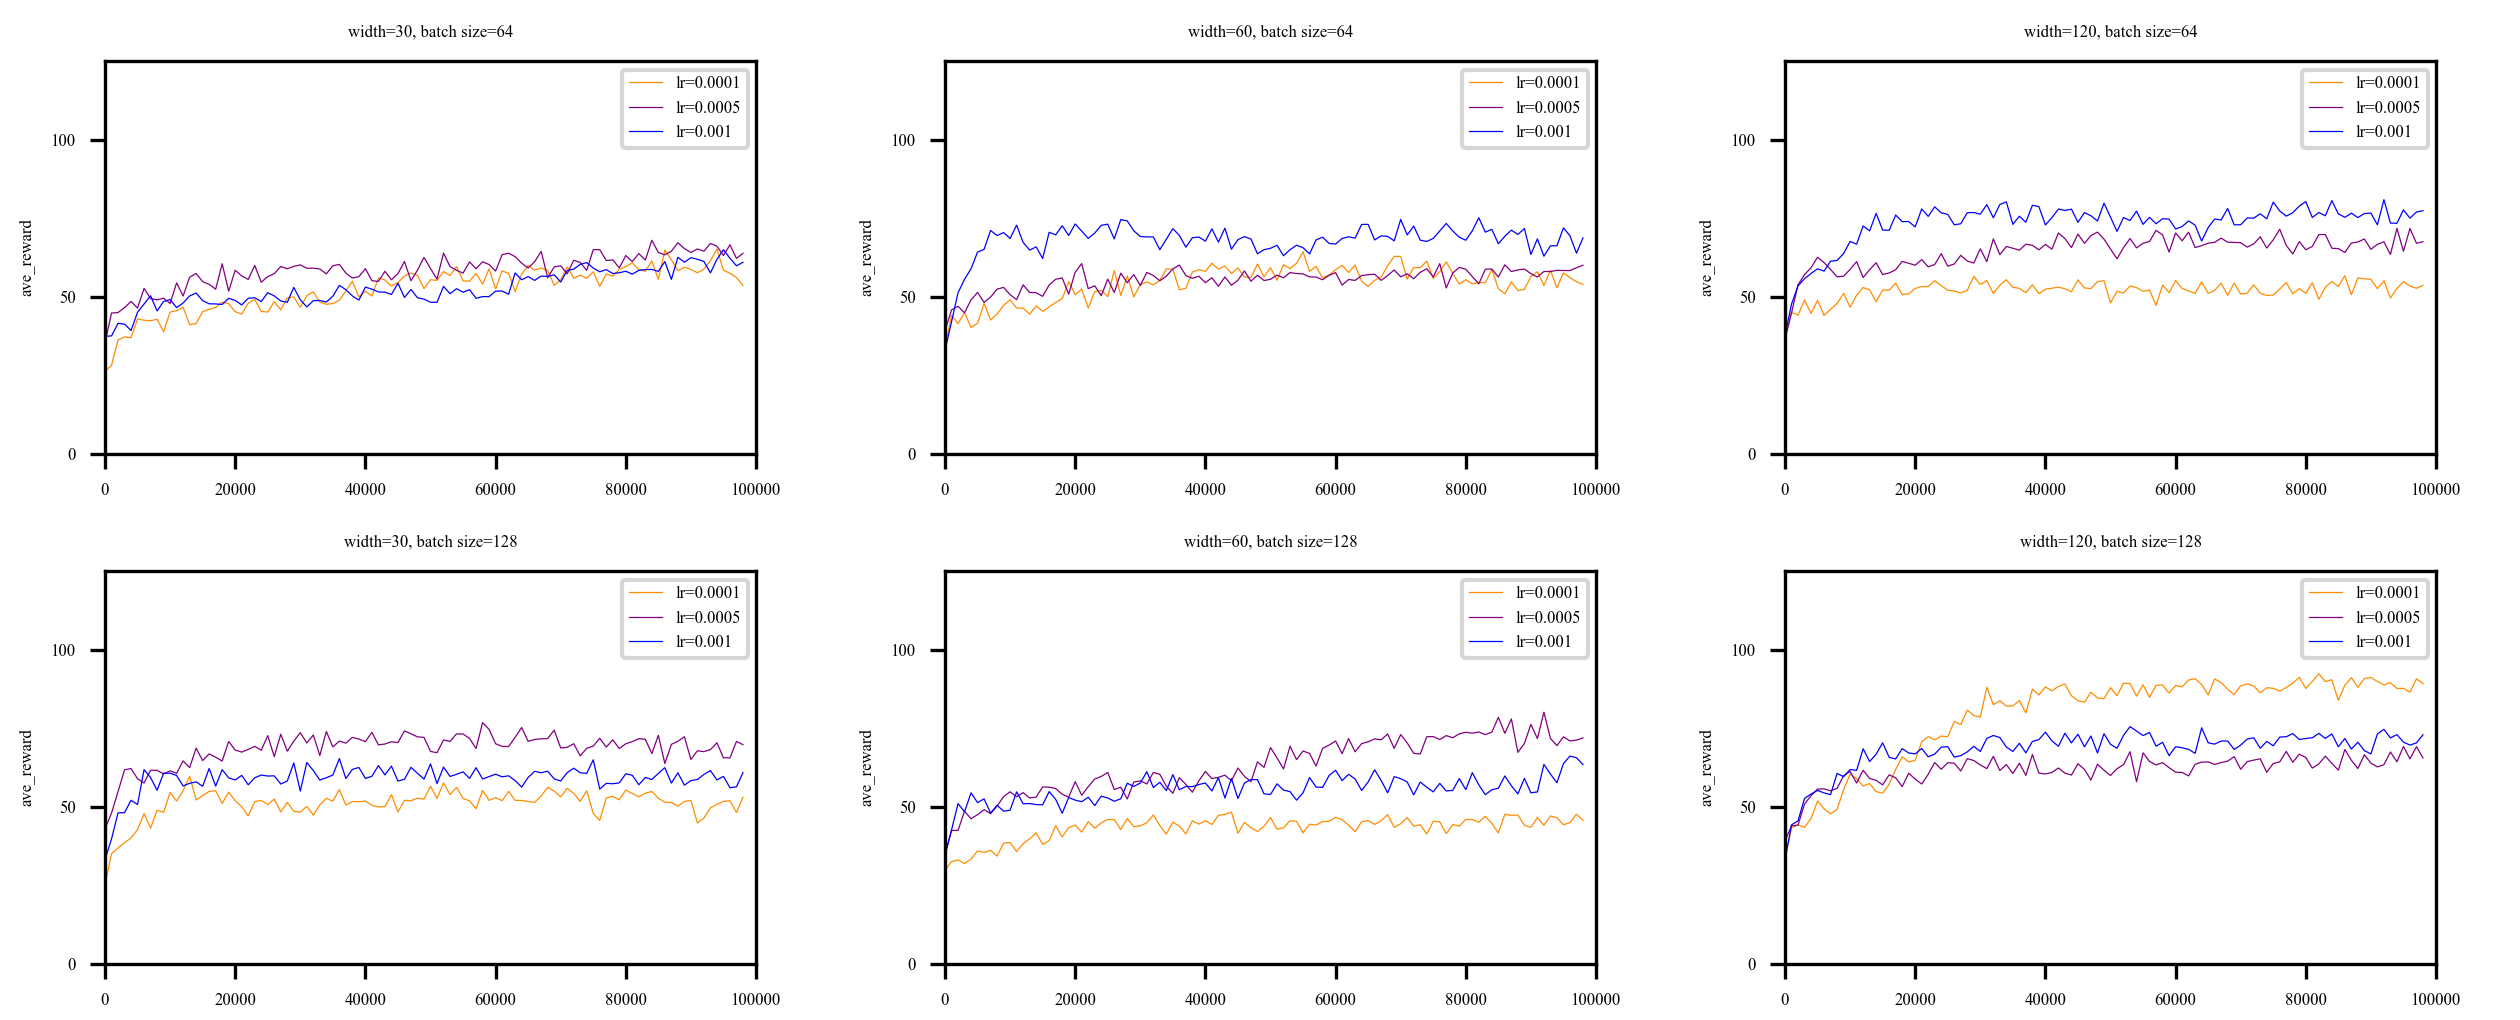 width=30, batch size=64
lr=0.0001
lr=0.0005
lr=0.001
ave_reward
100
50
0
0 20000 40000 60000 80000 100000
width=60, batch size=64
lr=0.0001
lr=0.0005
lr=0.001
ave_reward
100
50
0
0 20000 40000 60000 80000 100000
width=120, batch size=64
lr=0.0001
lr=0.0005
lr=0.001
ave_reward
100
50
0
0 20000 40000 60000 80000 100000
width=30, batch size=128
lr=0.0001
lr=0.0005
lr=0.001
ave_reward
100
50
0
0 20000 40000 60000 80000 100000
width=60, batch size=128
lr=0.0001
lr=0.0005
lr=0.001
ave_reward
100
50
0
0 20000 40000 60000 80000 100000
width=120, batch size=128
lr=0.0001
lr=0.0005
lr=0.001
ave_reward
100
50
0
0 20000 40000 60000 80000 100000